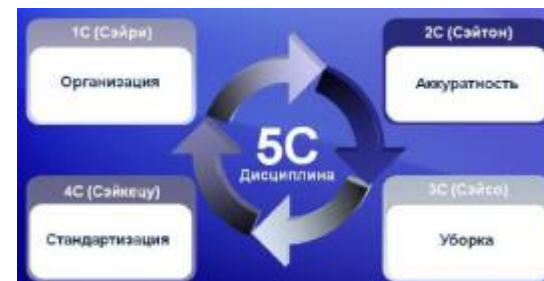 1С (Сэйри)
Организация
2С (Сэйтон)
Аккуратность
5С
Дисциплина
4С (Сэйкецу)
Стандартизация
3С (Сэйсо)
Уборка